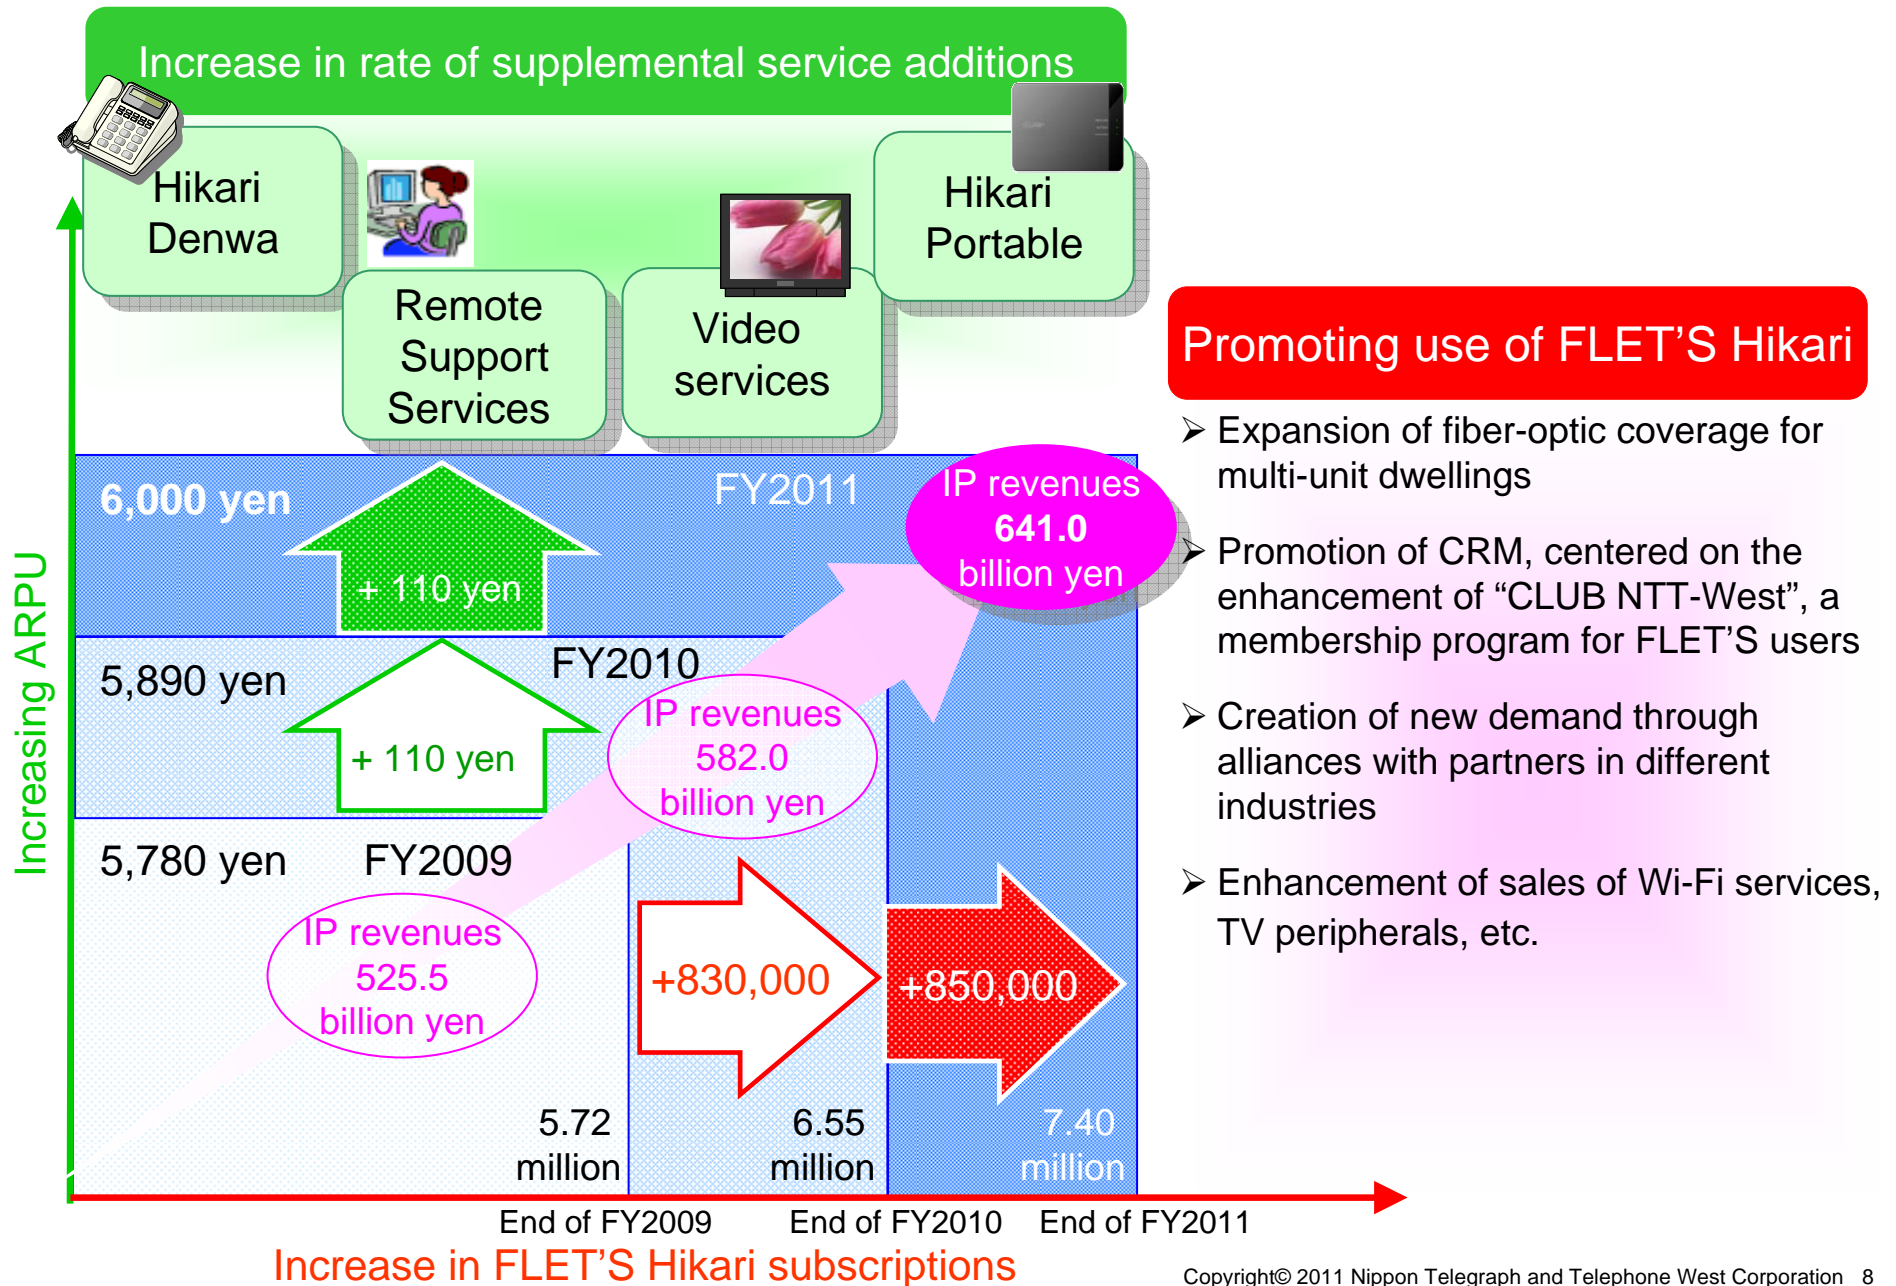 Increase in rate of supplemental service additions
Hikari
Denwa
Remote
Support
Services
Video
services
Hikari
Portable
Increasing ARPU
6,000 yen
+ 110 yen
FY2011
IP revenues
641.0
billion yen
5,890 yen
+ 110 yen
FY2010
IP revenues
582.0
billion yen
5,780 yen
FY2009
IP revenues
525.5
billion yen
+830,000
+850,000
5.72
million
6.55
million
7.40
million
End of FY2009
End of FY2010
End of FY2011
Increase in FLET’S Hikari subscriptions
Promoting use of FLET’S Hikari
➢ Expansion of fiber-optic coverage for
multi-unit dwellings
➢ Promotion of CRM, centered on the
enhancement of “CLUB NTT-West”, a
membership program for FLET’S users
➢ Creation of new demand through
alliances with partners in different
industries
➢ Enhancement of sales of Wi-Fi services,
TV peripherals, etc.
Copyright© 2011 Nippon Telegraph and Telephone West Corporation 8